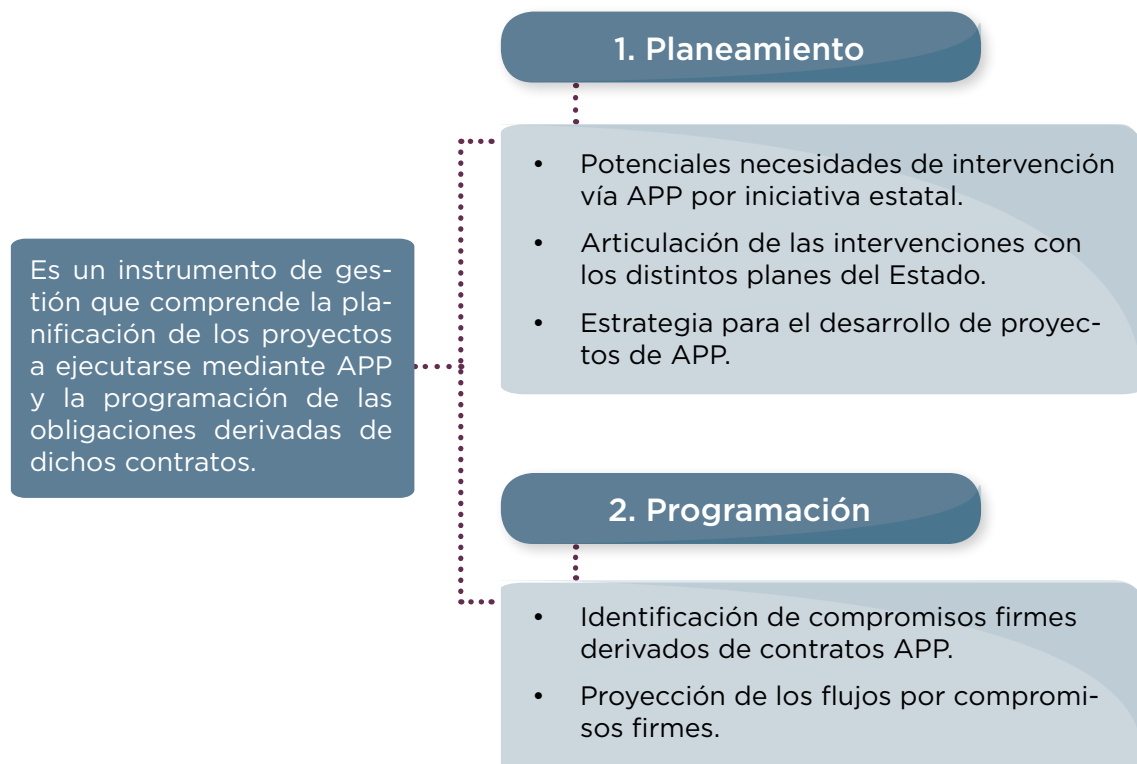 Es un instrumento de ges-
tión que comprende la pla-
nificación de los proyectos
a ejecutarse mediante APP
y la programación de las
obligaciones derivadas de
dichos contratos.
1. Planeamiento
• Potenciales necesidades de intervención
vía APP por iniciativa estatal.
• Articulación de las intervenciones con
los distintos planes del Estado.
• Estrategia para el desarrollo de proyec-
tos de APP.
2. Programación
• Identificación de compromisos firmes
derivados de contratos APP.
• Proyección de los flujos por compromi-
sos firmes.